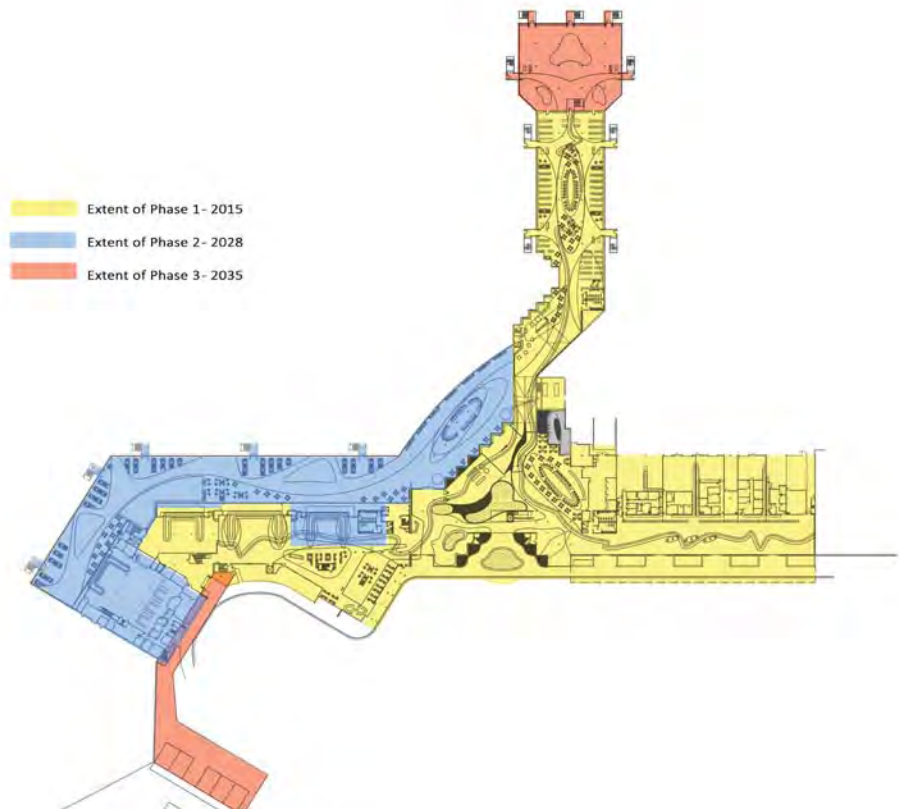 Extent of Phase 1- 2015
Extent of Phase 2- 2028
Extent of Phase 3- 2035